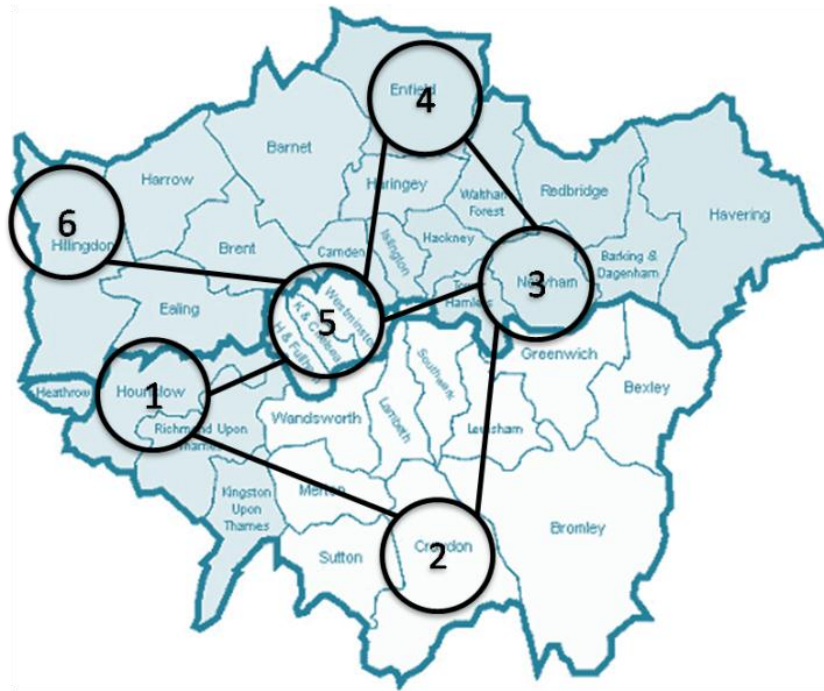 4
Enfield
Barnet
Harrow
Haringey
Waltham
Forest
Redbridge
Havering
6
Hillingdon
Brent
Camden
Islington
Hackney
Barking &
Dagenham
3
Newham
Tower
Hamlets
Ealing
5
Westminster
K & Chelsea
H & Fulham
Greenwich
Bexley
Heathrow
Hounslow
1
Richmond Upon
Thames
Wandsworth
Lambeth
Southwark
Lewisham
Kingston
Upon
Thames
Merton
Sutton
Croydon
2
Bromley